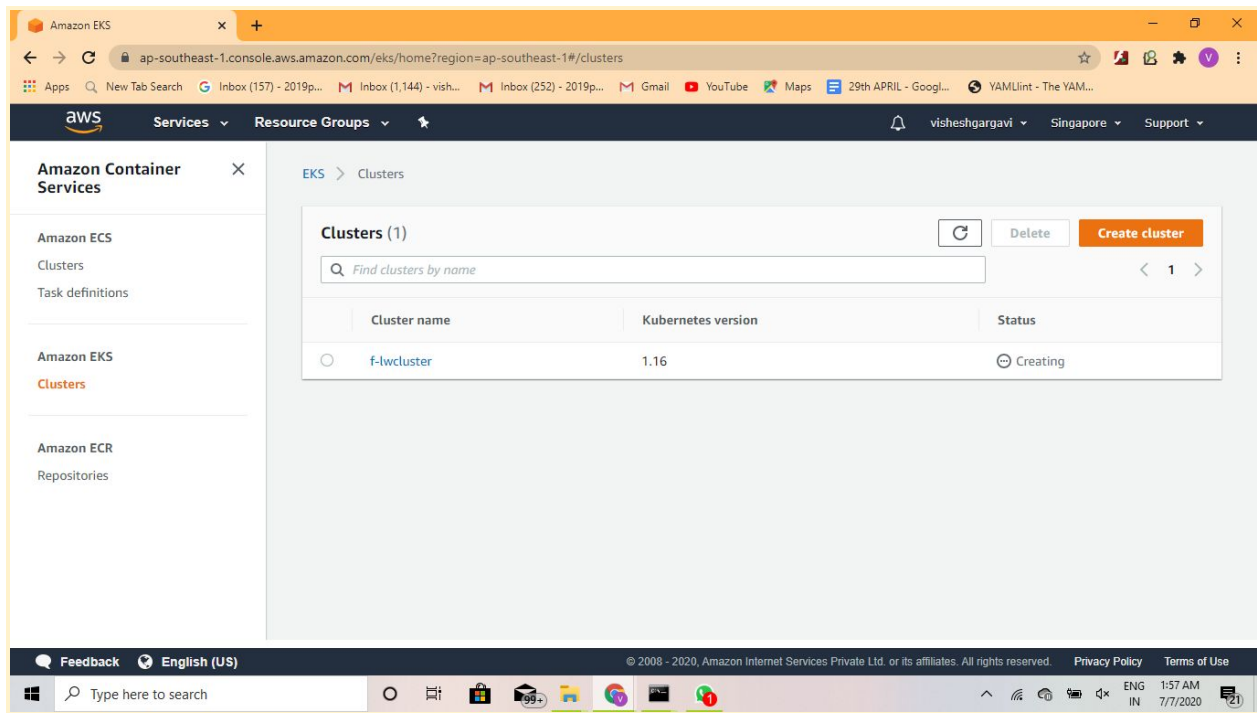 Amazon EKS
ap-southeast-1.console.aws.amazon.com/eks/home?region=ap-southeast-1#/clusters
Apps New Tab Search Inbox (157) - 2019p... Inbox (1,144) - vish... Inbox (252) - 2019p... Gmail YouTube Maps 29th APRIL - Googl... YAMLlint - The YAM...
aws Services Resource Groups visheshgargavi Singapore Support
Amazon Container Services
Amazon ECS
Clusters
Task definitions
Amazon EKS
Clusters
Amazon ECR
Repositories
EKS > Clusters
Clusters (1) Delete Create cluster
Find clusters by name 1
Cluster name Kubernetes version Status
f-lwcluster 1.16 Creating
Feedback English (US) © 2008 - 2020, Amazon Internet Services Private Ltd. or its affiliates. All rights reserved. Privacy Policy Terms of Use
Type here to search 99+ 1 ENG IN 1:57 AM 7/7/2020 21